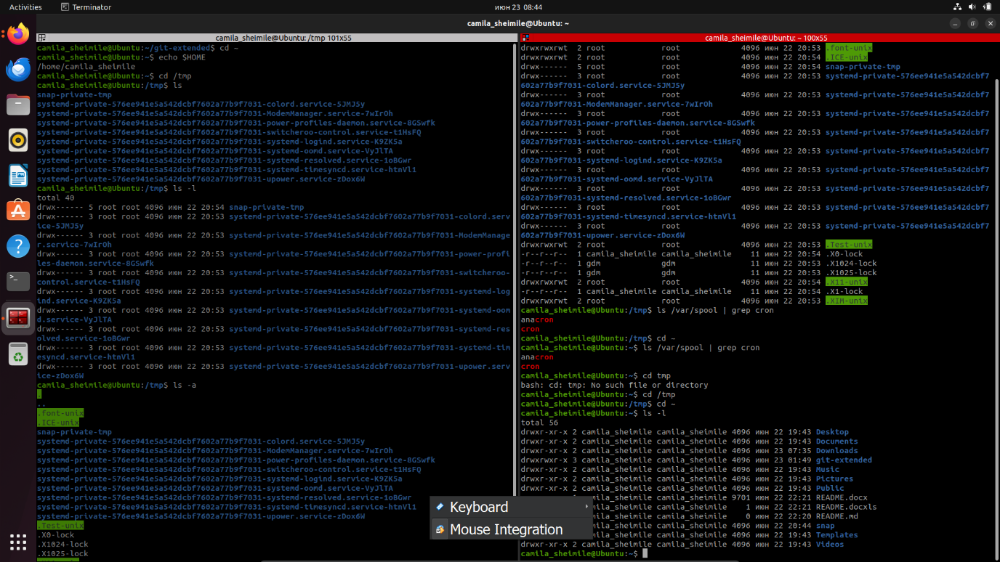 Activities
Terminator
июн 23 08:44
camila_sheimile@Ubuntu: ~
camila_sheimile@Ubuntu: /tmp 101x55
camila_sheimile@Ubuntu:~/git-extended$ cd ~
camila_sheimile@Ubuntu:~$ echo $HOME
/home/camila_sheimile
camila_sheimile@Ubuntu:~$ cd /tmp
camila_sheimile@Ubuntu:/tmp$ ls
snap-private-tmp
systemd-private-576ee941e5a542dcbf7602a77b9f7031-colord.service-5JMJ5y
systemd-private-576ee941e5a542dcbf7602a77b9f7031-ModemManager.service-7wIrOh
systemd-private-576ee941e5a542dcbf7602a77b9f7031-power-profiles-daemon.service-8GSwfk
systemd-private-576ee941e5a542dcbf7602a77b9f7031-switcheroo-control.service-t1HsFQ
systemd-private-576ee941e5a542dcbf7602a77b9f7031-systemd-logind.service-K9ZK5a
systemd-private-576ee941e5a542dcbf7602a77b9f7031-systemd-oomd.service-VyJlTA
systemd-private-576ee941e5a542dcbf7602a77b9f7031-systemd-resolved.service-1oBGwr
systemd-private-576ee941e5a542dcbf7602a77b9f7031-systemd-timesyncd.service-htnVl1
systemd-private-576ee941e5a542dcbf7602a77b9f7031-upower.service-zDox6W
camila_sheimile@Ubuntu:/tmp$ ls -l
total 40
drwx------ 5 root root 4096 июн 22 20:54 snap-private-tmp
drwx------ 3 root root 4096 июн 22 20:53 systemd-private-576ee941e5a542dcbf7602a77b9f7031-colord.serv
ice-5JMJ5y
drwx------ 3 root root 4096 июн 22 20:53 systemd-private-576ee941e5a542dcbf7602a77b9f7031-ModemManage
r.service-7wIrOh
drwx------ 3 root root 4096 июн 22 20:53 systemd-private-576ee941e5a542dcbf7602a77b9f7031-power-profi
les-daemon.service-8GSwfk
drwx------ 3 root root 4096 июн 22 20:53 systemd-private-576ee941e5a542dcbf7602a77b9f7031-switcheroo-
control.service-t1HsFQ
drwx------ 3 root root 4096 июн 22 20:53 systemd-private-576ee941e5a542dcbf7602a77b9f7031-systemd-log
ind.service-K9ZK5a
drwx------ 3 root root 4096 июн 22 20:53 systemd-private-576ee941e5a542dcbf7602a77b9f7031-systemd-oom
d.service-VyJlTA
drwx------ 3 root root 4096 июн 22 20:53 systemd-private-576ee941e5a542dcbf7602a77b9f7031-systemd-res
olved.service-1oBGwr
drwx------ 3 root root 4096 июн 22 20:53 systemd-private-576ee941e5a542dcbf7602a77b9f7031-systemd-tim
esyncd.service-htnVl1
drwx------ 3 root root 4096 июн 22 20:53 systemd-private-576ee941e5a542dcbf7602a77b9f7031-upower.serv
ice-zDox6W
camila_sheimile@Ubuntu:/tmp$ ls -a
.
..
.font-unix
.ICE-unix
snap-private-tmp
systemd-private-576ee941e5a542dcbf7602a77b9f7031-colord.service-5JMJ5y
systemd-private-576ee941e5a542dcbf7602a77b9f7031-ModemManager.service-7wIrOh
systemd-private-576ee941e5a542dcbf7602a77b9f7031-power-profiles-daemon.service-8GSwfk
systemd-private-576ee941e5a542dcbf7602a77b9f7031-switcheroo-control.service-t1HsFQ
systemd-private-576ee941e5a542dcbf7602a77b9f7031-systemd-logind.service-K9ZK5a
systemd-private-576ee941e5a542dcbf7602a77b9f7031-systemd-oomd.service-VyJlTA
systemd-private-576ee941e5a542dcbf7602a77b9f7031-systemd-resolved.service-1oBGwr
systemd-private-576ee941e5a542dcbf7602a77b9f7031-systemd-timesyncd.service-htnVl1
systemd-private-576ee941e5a542dcbf7602a77b9f7031-upower.service-zDox6W
.Test-unix
.X0-lock
.X1024-lock
.X1025-lock
camila_sheimile@Ubuntu: ~ 100x55
drwxrwxrwt 2 root root 4096 июн 22 20:53 .font-unix
drwxrwxrwt 2 root root 4096 июн 22 20:54 .ICE-unix
drwx------ 5 root root 4096 июн 22 20:54 snap-private-tmp
drwx------ 3 root root 4096 июн 22 20:53 systemd-private-576ee941e5a542dcbf7
602a77b9f7031-colord.service-5JMJ5y
drwx------ 3 root root 4096 июн 22 20:53 systemd-private-576ee941e5a542dcbf7
602a77b9f7031-ModemManager.service-7wIrOh
drwx------ 3 root root 4096 июн 22 20:53 systemd-private-576ee941e5a542dcbf7
602a77b9f7031-power-profiles-daemon.service-8GSwfk
drwx------ 3 root root 4096 июн 22 20:53 systemd-private-576ee941e5a542dcbf7
602a77b9f7031-switcheroo-control.service-t1HsFQ
drwx------ 3 root root 4096 июн 22 20:53 systemd-private-576ee941e5a542dcbf7
602a77b9f7031-systemd-logind.service-K9ZK5a
drwx------ 3 root root 4096 июн 22 20:53 systemd-private-576ee941e5a542dcbf7
602a77b9f7031-systemd-oomd.service-VyJlTA
drwx------ 3 root root 4096 июн 22 20:53 systemd-private-576ee941e5a542dcbf7
602a77b9f7031-systemd-resolved.service-1oBGwr
drwx------ 3 root root 4096 июн 22 20:53 systemd-private-576ee941e5a542dcbf7
602a77b9f7031-systemd-timesyncd.service-htnVl1
drwx------ 3 root root 4096 июн 22 20:53 systemd-private-576ee941e5a542dcbf7
602a77b9f7031-upower.service-zDox6W
drwxrwxrwt 2 root root 4096 июн 22 20:53 .Test-unix
-r--r--r-- 1 camila_sheimile camila_sheimile 11 июн 22 20:54 .X0-lock
-r--r--r-- 1 gdm gdm 11 июн 22 20:53 .X1024-lock
-r--r--r-- 1 gdm gdm 11 июн 22 20:53 .X1025-lock
drwxrwxrwt 2 root root 4096 июн 22 20:54 .X11-unix
-r--r--r-- 1 camila_sheimile camila_sheimile 11 июн 22 20:54 .X1-lock
drwxrwxrwt 2 root root 4096 июн 22 20:53 .XIM-unix
camila_sheimile@Ubuntu:/tmp$ ls /var/spool | grep cron
anacron
cron
camila_sheimile@Ubuntu:/tmp$ cd ~
camila_sheimile@Ubuntu:~$ ls /var/spool | grep cron
anacron
cron
camila_sheimile@Ubuntu:~$ cd tmp
bash: cd: tmp: No such file or directory
camila_sheimile@Ubuntu:~$ cd /tmp
camila_sheimile@Ubuntu:/tmp$ cd ~
camila_sheimile@Ubuntu:~$ ls -l
total 56
drwxr-xr-x 2 camila_sheimile camila_sheimile 4096 июн 22 19:43 Desktop
drwxr-xr-x 2 camila_sheimile camila_sheimile 4096 июн 22 19:43 Documents
drwxr-xr-x 2 camila_sheimile camila_sheimile 4096 июн 23 07:35 Downloads
drwxrwxr-x 3 camila_sheimile camila_sheimile 4096 июн 23 01:49 git-extended
drwxr-xr-x 2 camila_sheimile camila_sheimile 4096 июн 22 19:43 Music
drwxr-xr-x 2 camila_sheimile camila_sheimile 4096 июн 22 19:43 Pictures
drwxr-xr-x 2 camila_sheimile camila_sheimile 4096 июн 22 19:43 Public
camila_sheimile 9701 июн 22 22:21 README.docx
camila_sheimile 1 июн 22 22:21 README.docxls
camila_sheimile 0 июн 22 22:20 README.md
camila_sheimile 4096 июн 22 20:44 snap
camila_sheimile 4096 июн 22 19:43 Templates
drwxr-xr-x 2 camila_sheimile camila_sheimile 4096 июн 22 19:43 Videos
camila_sheimile@Ubuntu:~$
Keyboard
Mouse Integration